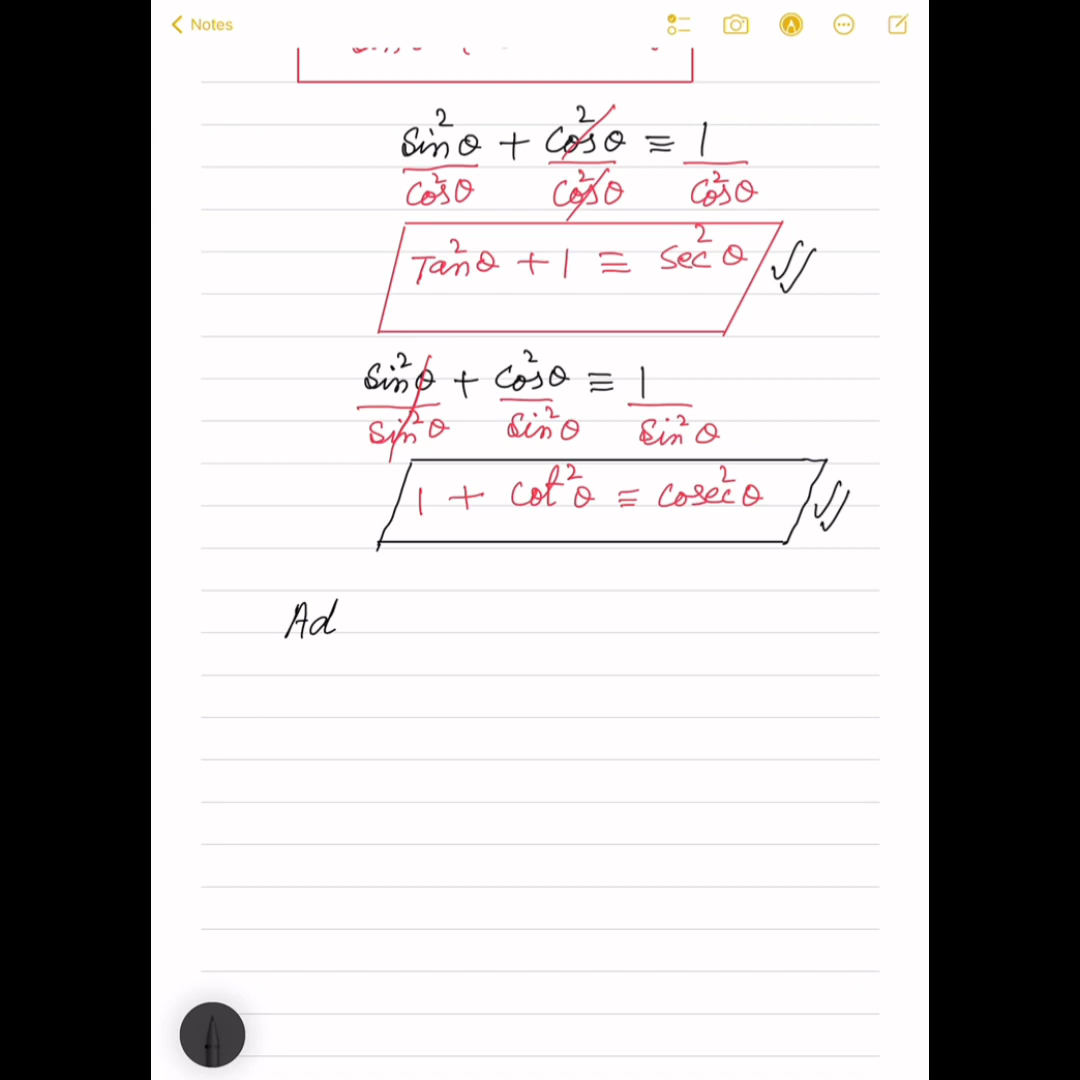 Notes
sin²θ + cos²θ ≡ 1
cos²θ cos²θ cos²θ
Tan²θ + 1 ≡ sec²θ
sin²θ + cos²θ ≡ 1
sin²θ sin²θ sin²θ
1 + cot²θ ≡ cosec²θ
Ad